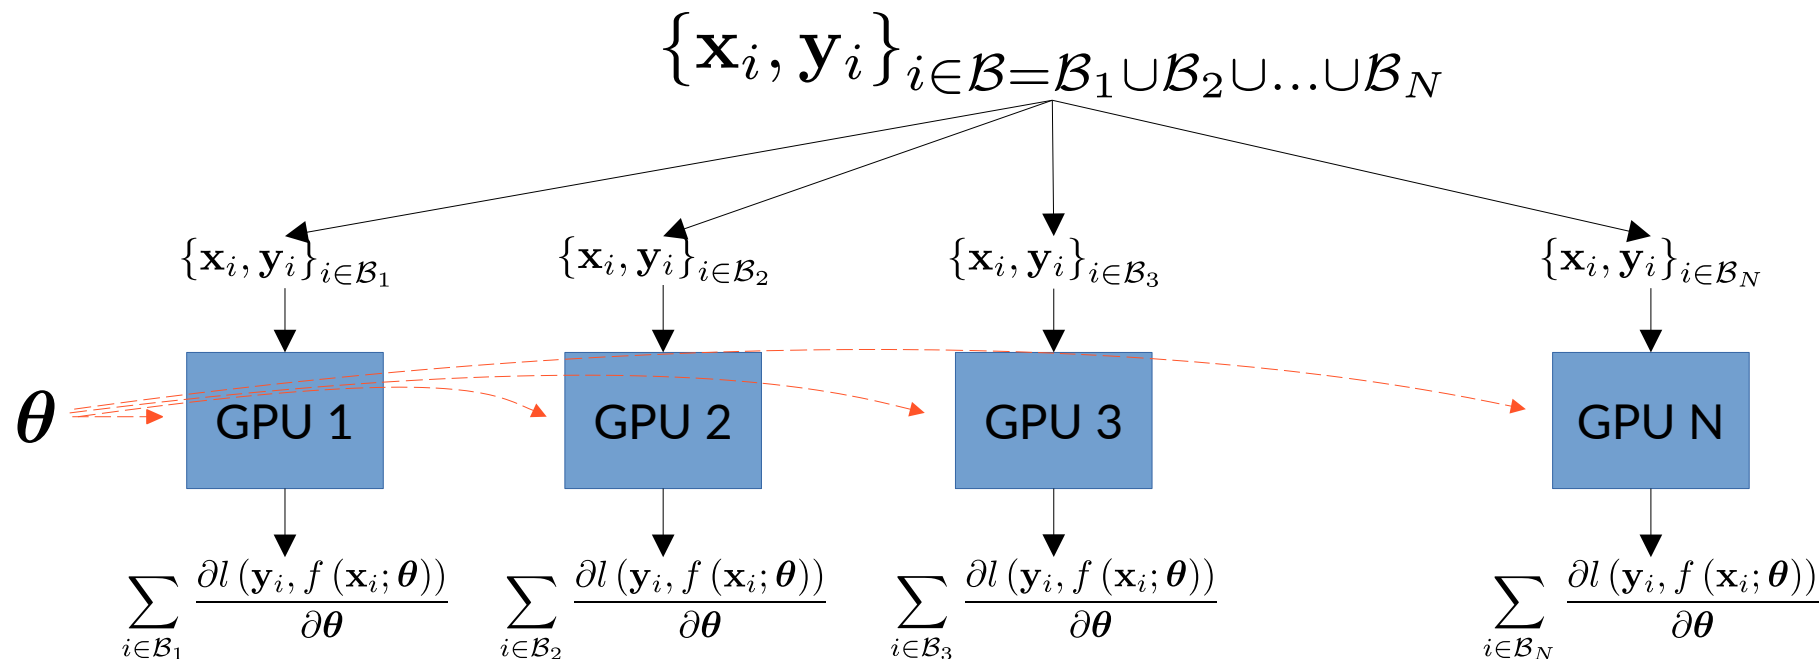 {𝐱ᵢ, 𝐲ᵢ}_{i∈ℬ=ℬ₁∪ℬ₂∪...∪ℬ_N}
{𝐱ᵢ, 𝐲ᵢ}_{i∈ℬ₁} {𝐱ᵢ, 𝐲ᵢ}_{i∈ℬ₂} {𝐱ᵢ, 𝐲ᵢ}_{i∈ℬ₃} {𝐱ᵢ, 𝐲ᵢ}_{i∈ℬ_N}
𝜽 GPU 1 GPU 2 GPU 3 GPU N
∑_{i∈ℬ₁} ∂l(𝐲ᵢ, f(𝐱ᵢ; 𝜽))/∂𝜽 ∑_{i∈ℬ₂} ∂l(𝐲ᵢ, f(𝐱ᵢ; 𝜽))/∂𝜽 ∑_{i∈ℬ₃} ∂l(𝐲ᵢ, f(𝐱ᵢ; 𝜽))/∂𝜽 ∑_{i∈ℬ_N} ∂l(𝐲ᵢ, f(𝐱ᵢ; 𝜽))/∂𝜽